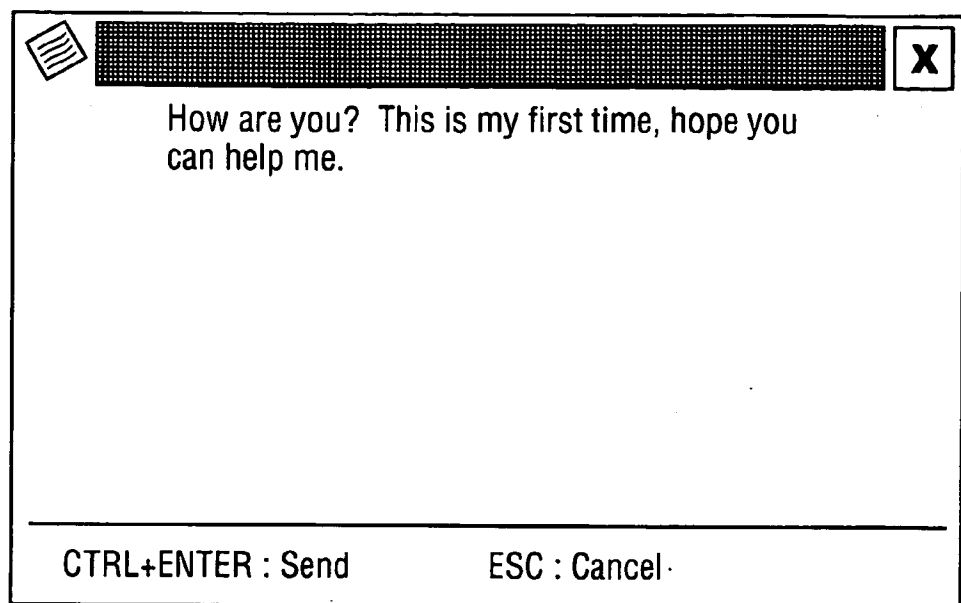 X
How are you? This is my first time, hope you
can help me.
CTRL+ENTER : Send ESC : Cancel